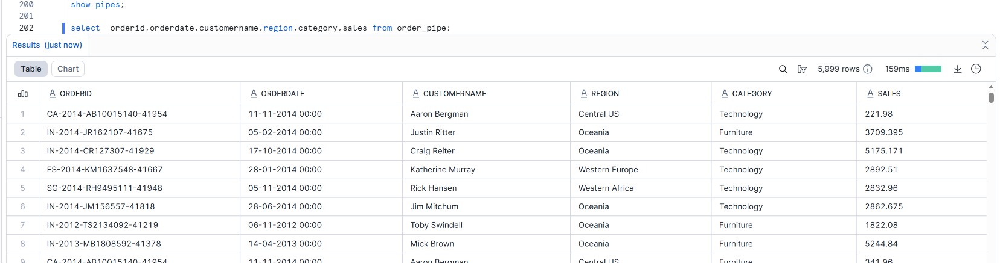 200 show pipes;
201
202 select  orderid,orderdate,customername,region,category,sales from order_pipe;
Results (just now)
Table Chart 5,999 rows 159ms
A ORDERID A ORDERDATE A CUSTOMERNAME A REGION A CATEGORY A SALES
1 CA-2014-AB10015140-41954 11-11-2014 00:00 Aaron Bergman Central US Technology 221.98
2 IN-2014-JR162107-41675 05-02-2014 00:00 Justin Ritter Oceania Furniture 3709.395
3 IN-2014-CR127307-41929 17-10-2014 00:00 Craig Reiter Oceania Technology 5175.171
4 ES-2014-KM1637548-41667 28-01-2014 00:00 Katherine Murray Western Europe Technology 2892.51
5 SG-2014-RH9495111-41948 05-11-2014 00:00 Rick Hansen Western Africa Technology 2832.96
6 IN-2014-JM156557-41818 28-06-2014 00:00 Jim Mitchum Oceania Technology 2862.675
7 IN-2012-TS2134092-41219 06-11-2012 00:00 Toby Swindell Oceania Furniture 1822.08
8 IN-2013-MB1808592-41378 14-04-2013 00:00 Mick Brown Oceania Furniture 5244.84
9 CA-2014-AB10015140-41954 11-11-2014 00:00 Aaron Bergman Central US Furniture 341.96